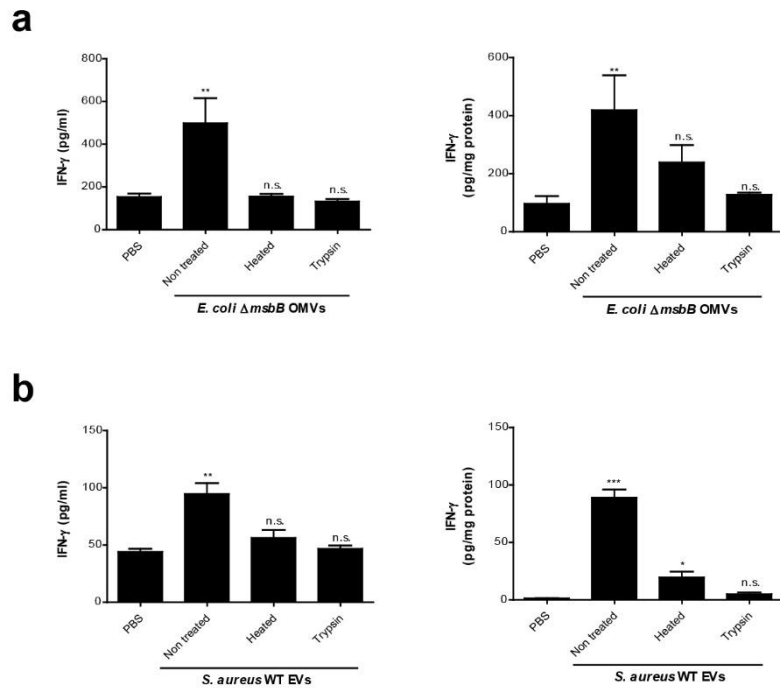 a
IFN-γ (pg/ml)
800
600
400
200
0
**
n.s.
n.s.
PBS
Non treated
Heated
Trypsin
E. coli ΔmsbB OMVs
IFN-γ
(pg/mg protein)
600
400
200
0
**
n.s.
n.s.
PBS
Non treated
Heated
Trypsin
E. coli ΔmsbB OMVs
b
IFN-γ (pg/ml)
150
100
50
0
**
n.s.
n.s.
PBS
Non treated
Heated
Trypsin
S. aureus WT EVs
IFN-γ
(pg/mg protein)
150
100
50
0
***
*
n.s.
PBS
Non treated
Heated
Trypsin
S. aureus WT EVs